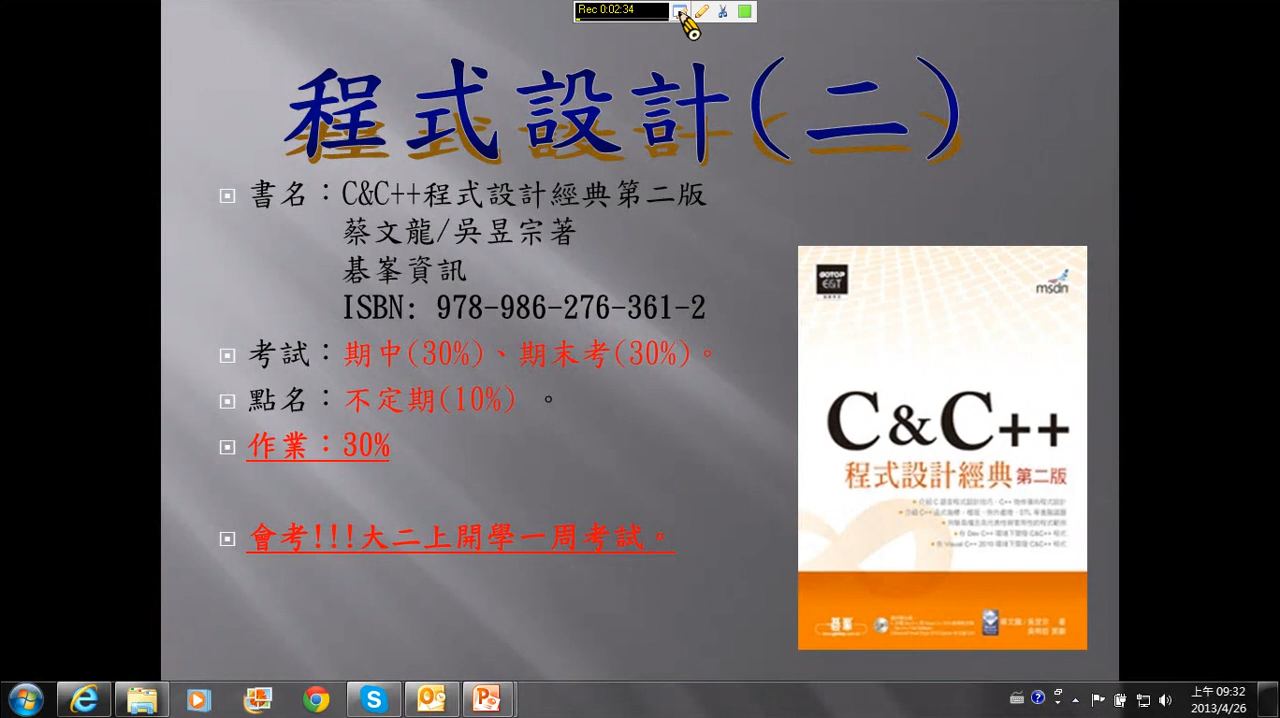 Rec 0:02:34
程式設計(二)
書名：C&C++程式設計經典第二版
蔡文龍/吳昱宗著
碁峯資訊
ISBN: 978-986-276-361-2
考試：期中(30%)、期末考(30%)。
點名：不定期(10%) 。
作業：30%
會考!!!大二上開學一周考試。
GOTOP
msdn
C&C++
程式設計經典 第二版
碁峯
上午 09:32
2013/4/26